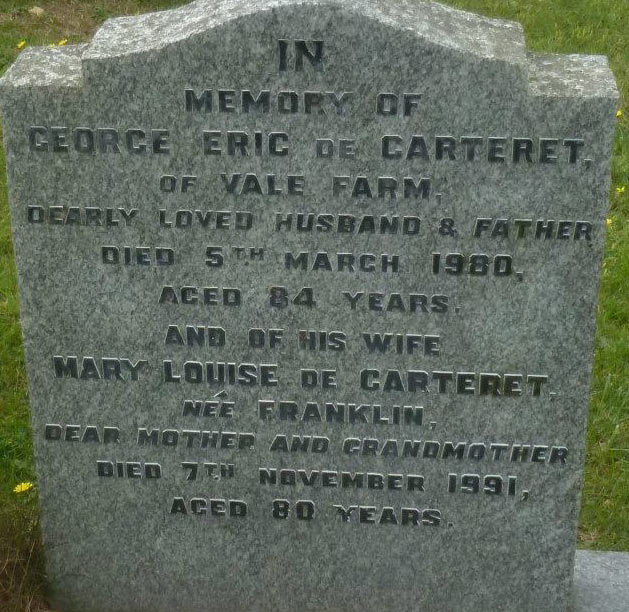 IN
MEMORY OF
GEORGE ERIC DE CARTERET,
OF VALE FARM,
DEARLY LOVED HUSBAND & FATHER
DIED 5TH MARCH 1980,
AGED 84 YEARS.
AND OF HIS WIFE
MARY LOUISE DE CARTERET,
NÉE FRANKLIN,
DEAR MOTHER AND GRANDMOTHER
DIED 7TH NOVEMBER 1991,
AGED 80 YEARS.